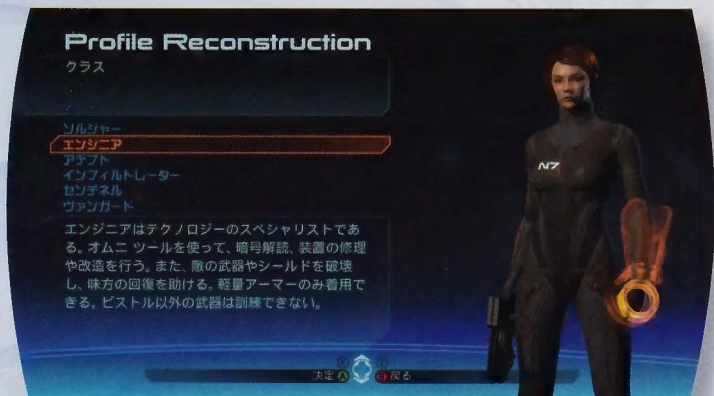 Profile Reconstruction
クラス
ソルジャー
エンジニア
アデプト
インフィルトレーター
センチネル
ヴァンガード
エンジニアはテクノロジーのスペシャリストであ
る。オムニ ツールを使って、暗号解読、装置の修理
や改造を行う。また、敵の武器やシールドを破壊
し、味方の回復を助ける。軽量アーマーのみ着用で
きる。ピストル以外の武器は訓練できない。
N7
決定 A B 戻る